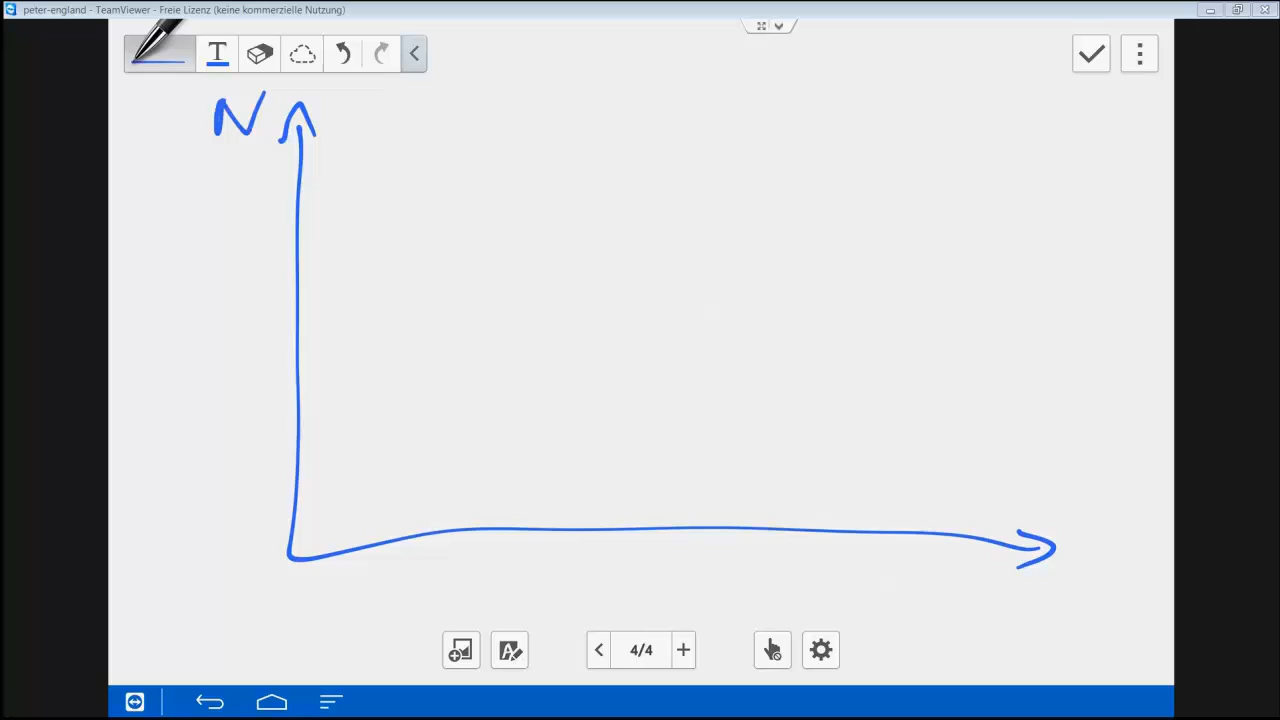 peter-england - TeamViewer - Freie Lizenz (keine kommerzielle Nutzung)
T
N
A
4/4